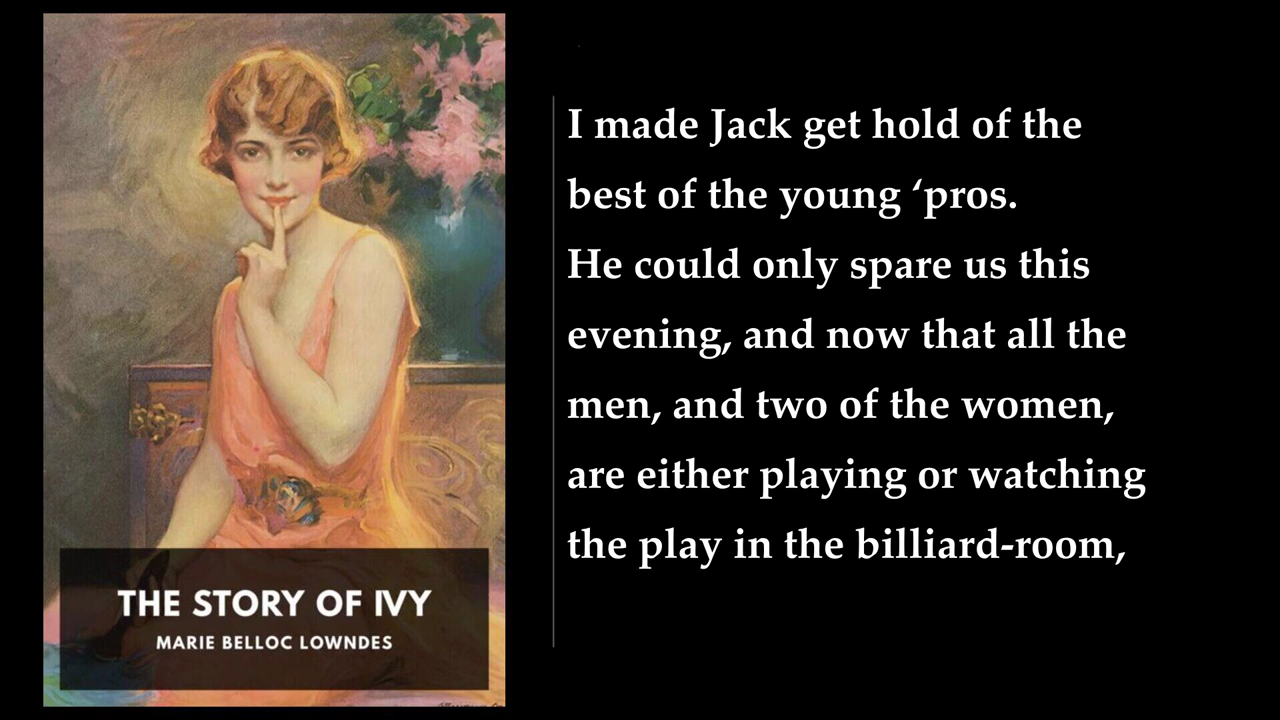 THE STORY OF IVY
MARIE BELLOC LOWNDES
I made Jack get hold of the
best of the young ‘pros.
He could only spare us this
evening, and now that all the
men, and two of the women,
are either playing or watching
the play in the billiard-room,